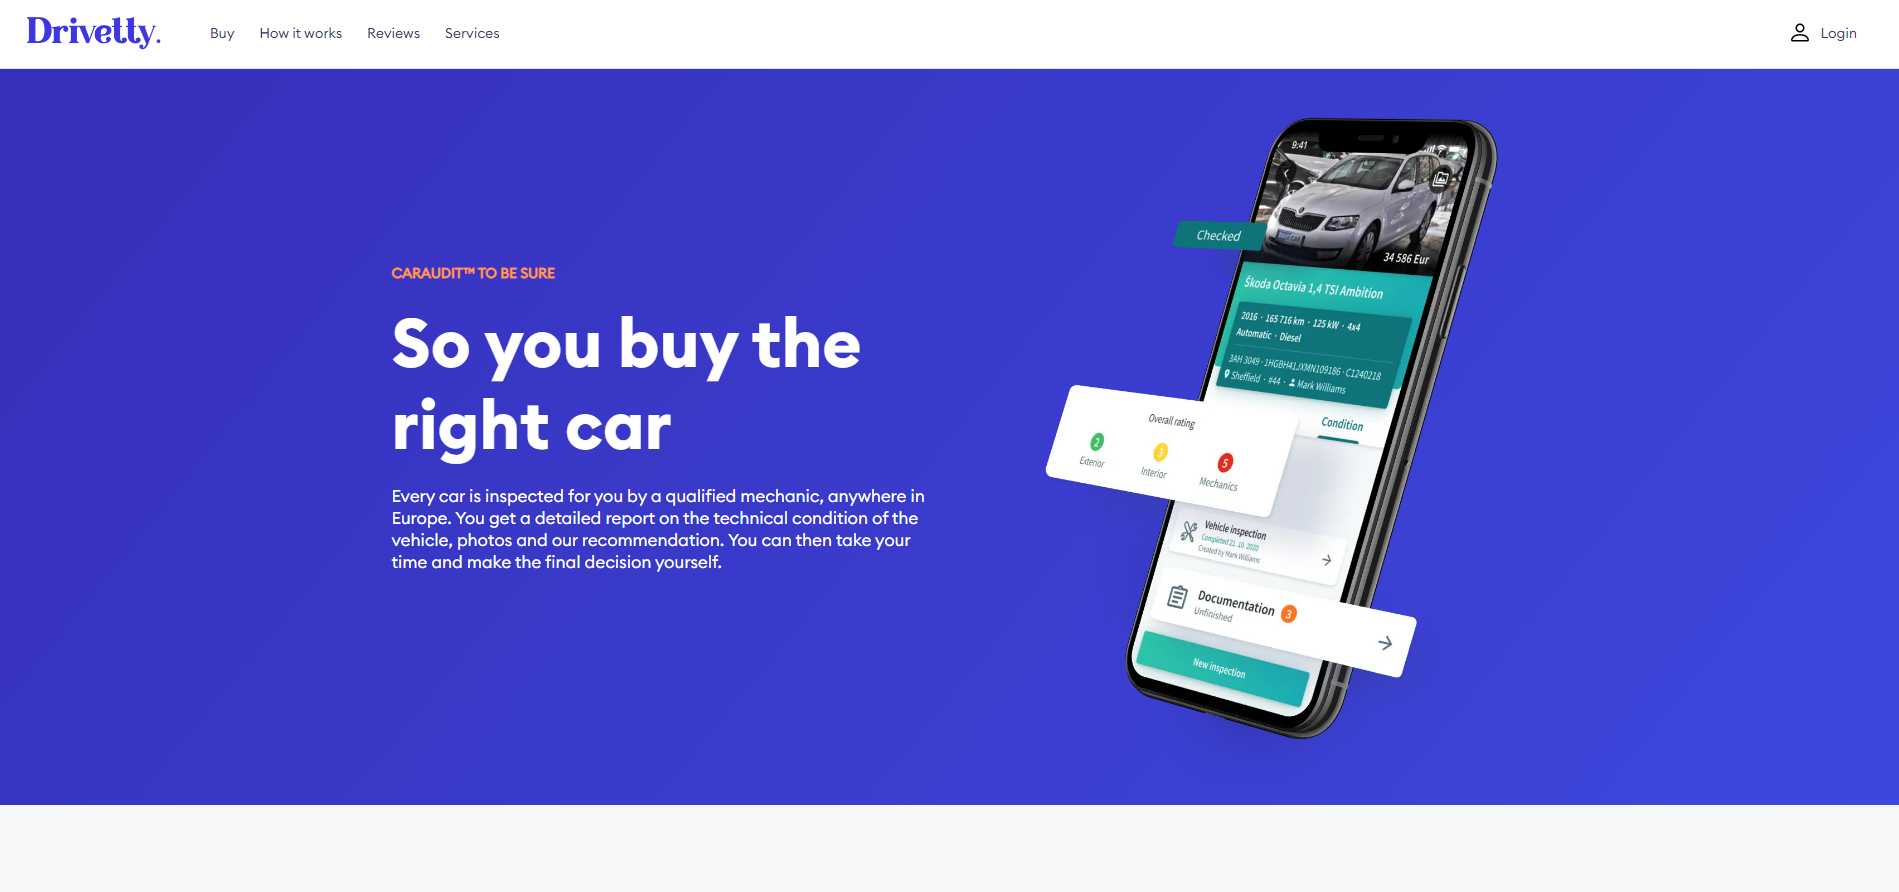 Drivetty.
Buy
How it works
Reviews
Services
Login
CARAUDIT™ TO BE SURE
So you buy the
right car
Every car is inspected for you by a qualified mechanic, anywhere in
Europe. You get a detailed report on the technical condition of the
vehicle, photos and our recommendation. You can then take your
time and make the final decision yourself.
9:41
Checked
34 586 Eur
Škoda Octavia 1,4 TSI Ambition
2016 · 165 716 km · 125 kW · 4x4
Automatic · Diesel
3AH 3049 · 1HGBH41JXMN109186 · C1240218
Sheffield · #44 · Mark Williams
Condition
Overall rating
2
3
5
Exterior
Interior
Mechanics
Vehicle inspection
Completed 21. 10. 2020
Created by Mark Williams
Documentation 3
Unfinished
New inspection